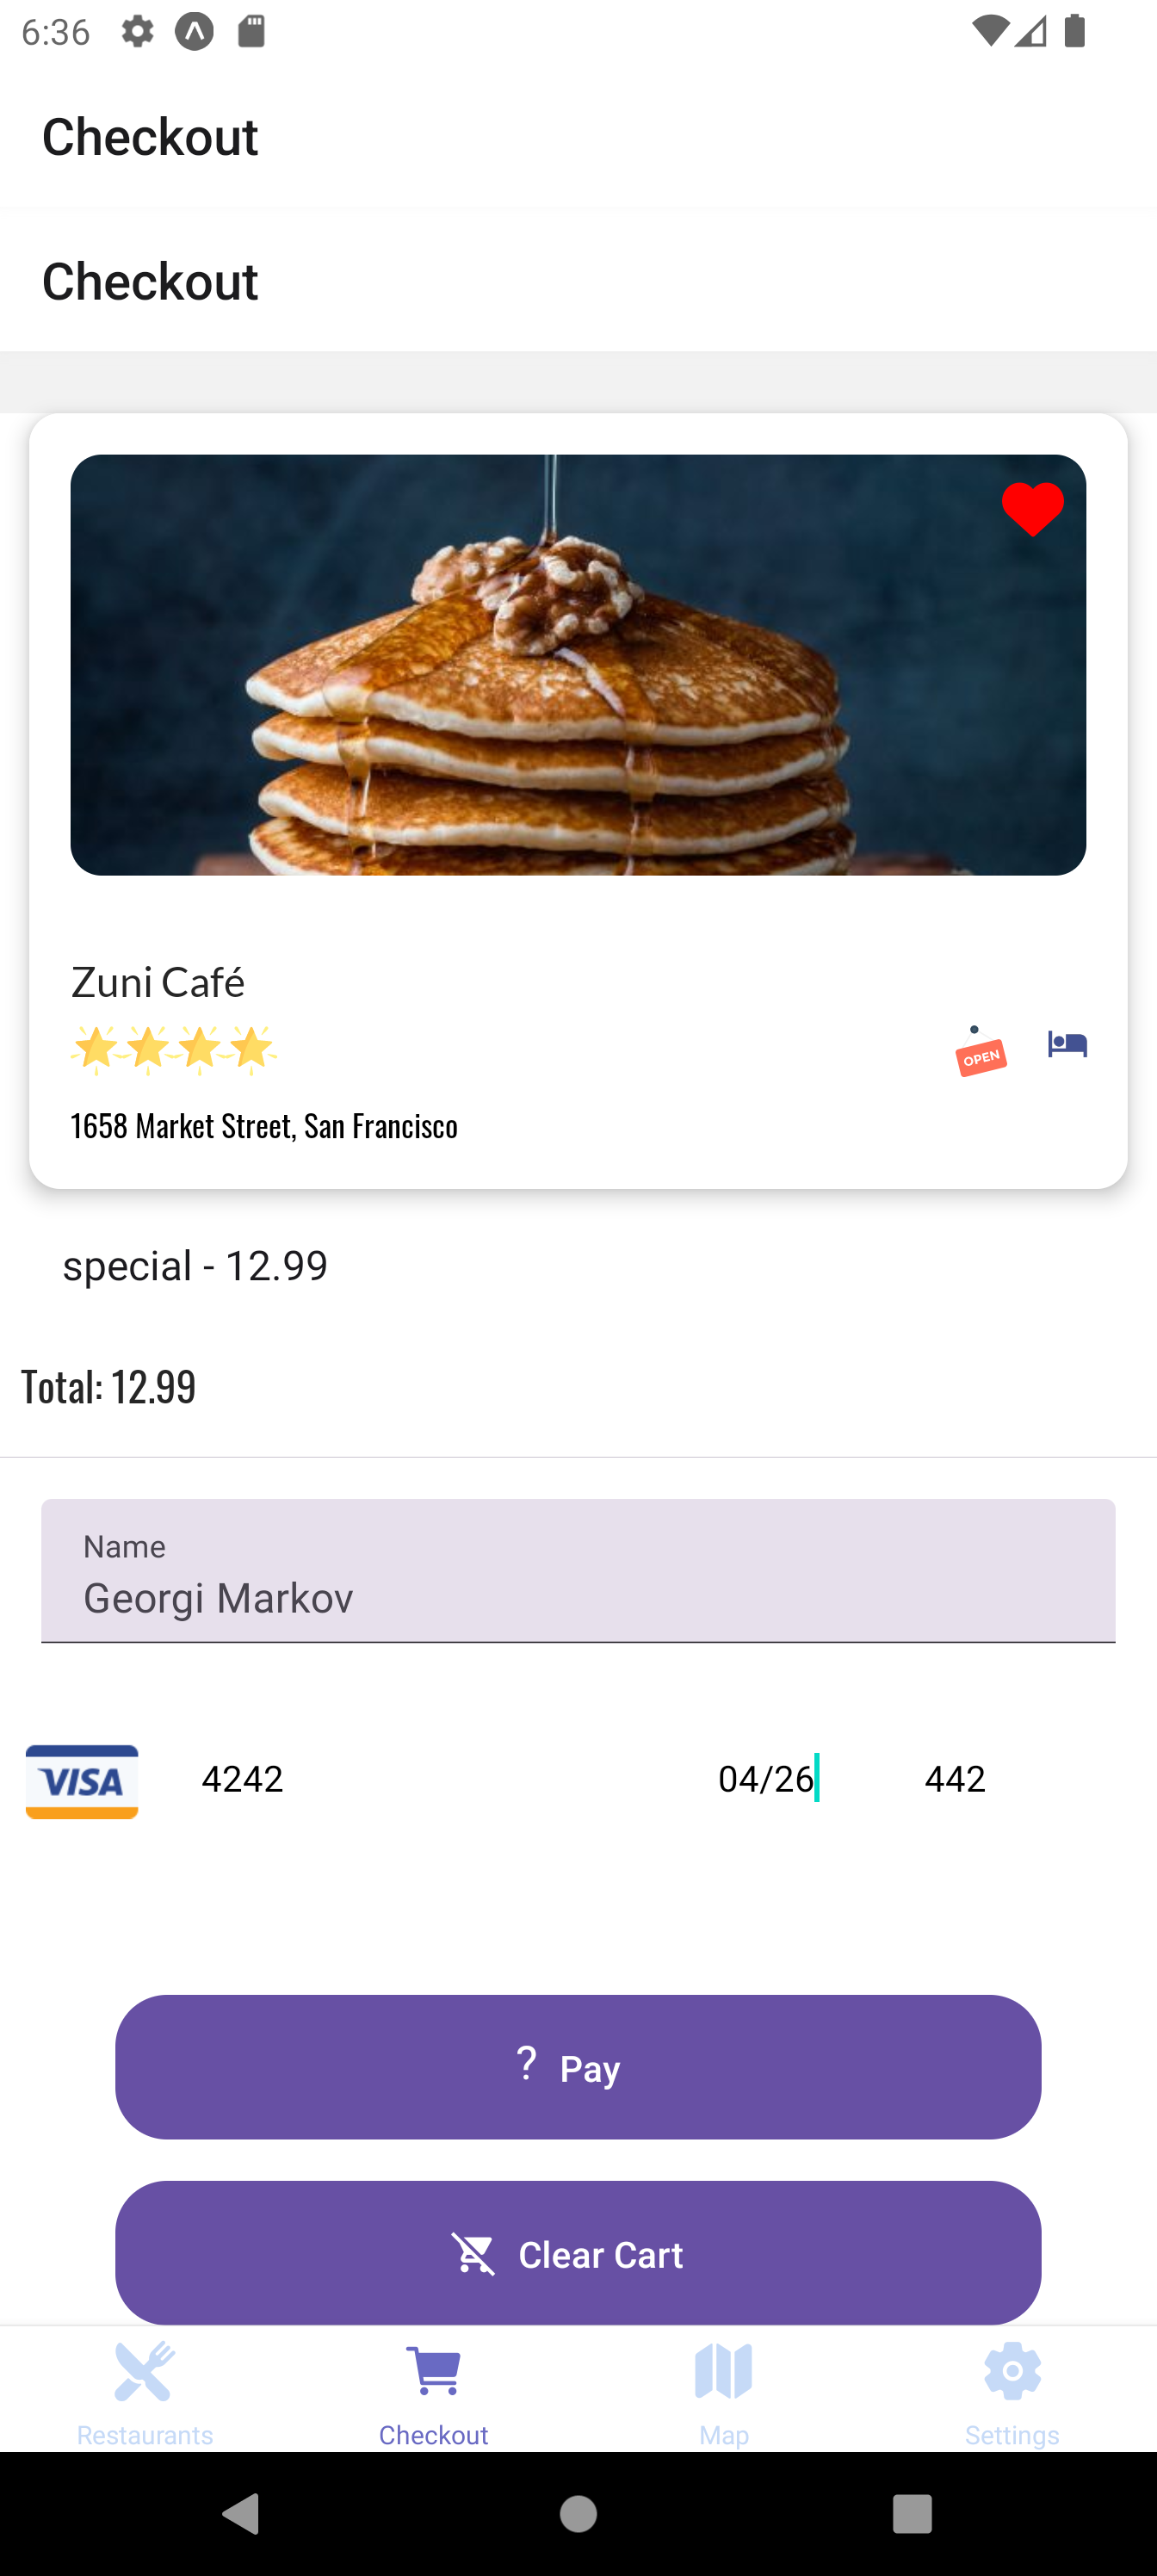 6:36
Checkout
Checkout
Zuni Café
OPEN
1658 Market Street, San Francisco
special - 12.99
Total: 12.99
Name
Georgi Markov
VISA 4242 04/26 442
? Pay
Clear Cart
Restaurants Checkout Map Settings